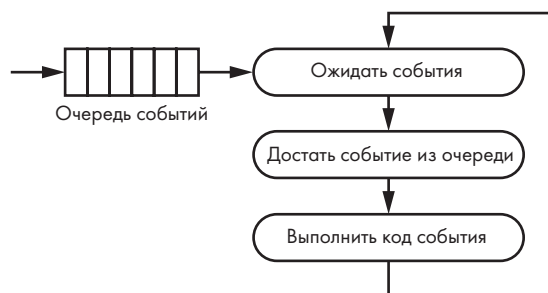 Ожидать события
Очередь событий
Достать событие из очереди
Выполнить код события